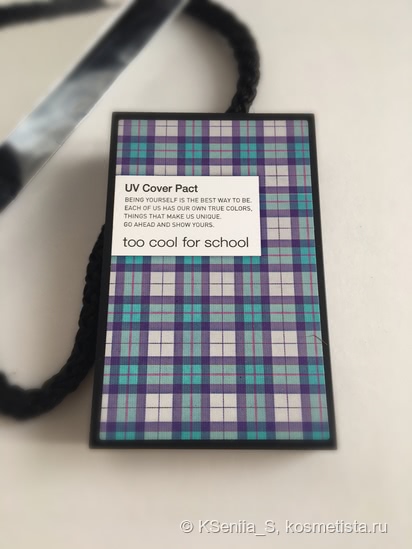 UV Cover Pact
BEING YOURSELF IS THE BEST WAY TO BE.
EACH OF US HAS OUR OWN TRUE COLORS,
THINGS THAT MAKE US UNIQUE.
GO AHEAD AND SHOW YOURS.
too cool for school
© KSeniia_S, kosmetista.ru